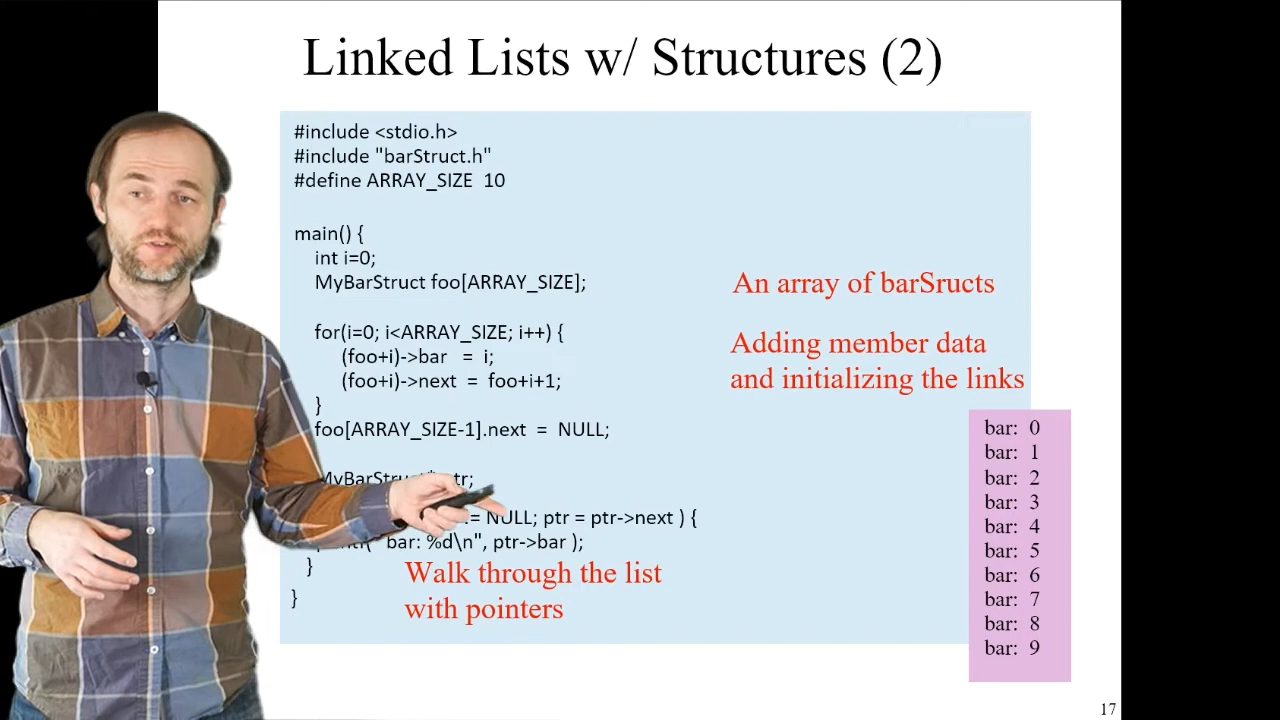 Linked Lists w/ Structures (2)
#include <stdio.h>
#include "barStruct.h"
#define ARRAY_SIZE 10
main() {
int i=0;
MyBarStruct foo[ARRAY_SIZE];
An array of barSructs
for(i=0; i<ARRAY_SIZE; i++) {
(foo+i)->bar = i;
(foo+i)->next = foo+i+1;
}
Adding member data
and initializing the links
foo[ARRAY_SIZE-1].next = NULL;
NULL; ptr = ptr->next ) {
bar: %d\n", ptr->bar );
}
Walk through the list
with pointers
}
bar: 0
bar: 1
bar: 2
bar: 3
bar: 4
bar: 5
bar: 6
bar: 7
bar: 8
bar: 9
17